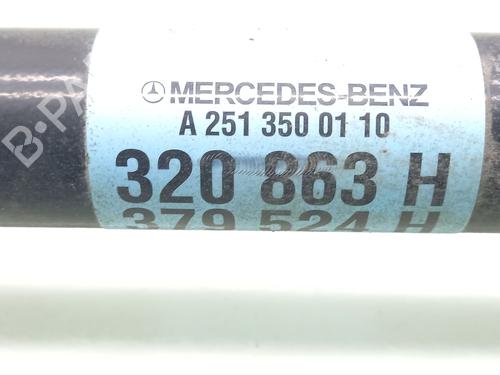 MERCEDES-BENZ
A 251 350 01 10
320 863 H
379 524 H